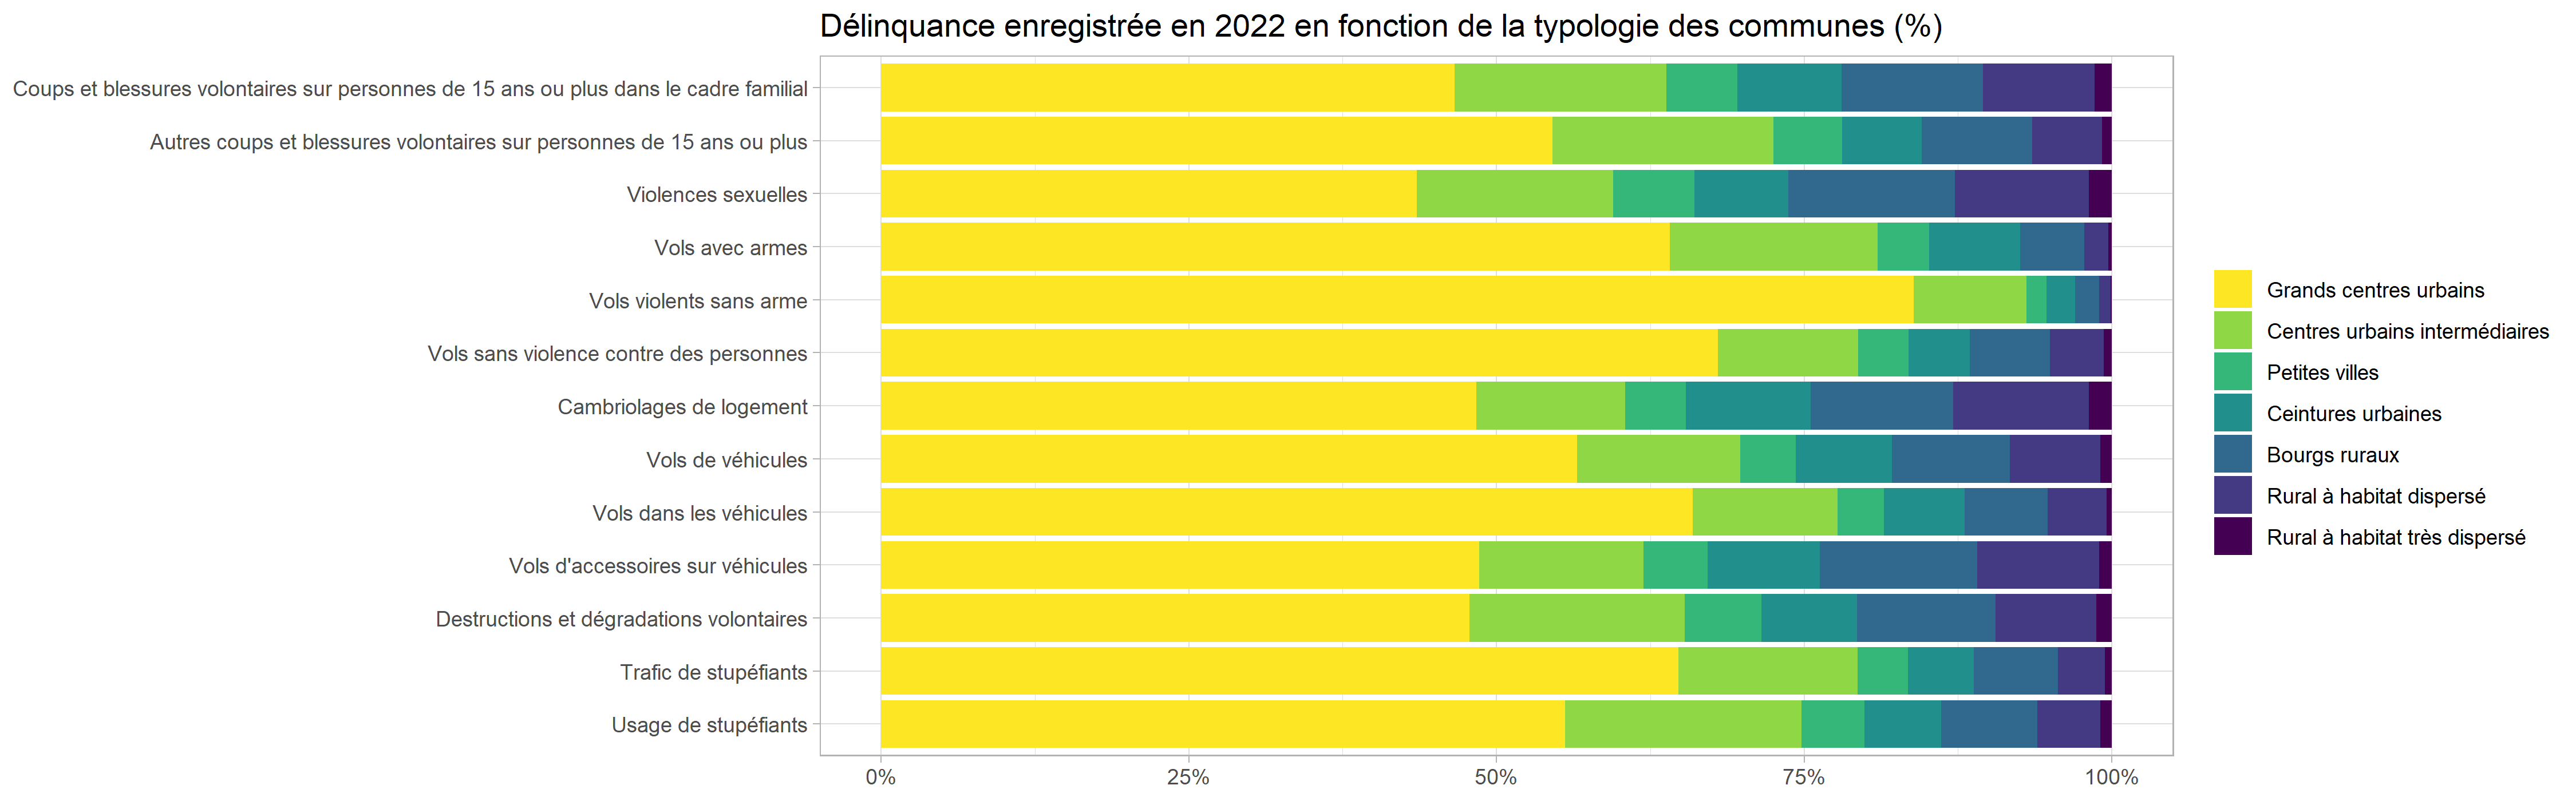 Délinquance enregistrée en 2022 en fonction de la typologie des communes (%)
Coups et blessures volontaires sur personnes de 15 ans ou plus dans le cadre familial
Autres coups et blessures volontaires sur personnes de 15 ans ou plus
Violences sexuelles
Vols avec armes
Vols violents sans arme
Vols sans violence contre des personnes
Cambriolages de logement
Vols de véhicules
Vols dans les véhicules
Vols d'accessoires sur véhicules
Destructions et dégradations volontaires
Trafic de stupéfiants
Usage de stupéfiants
0%
25%
50%
75%
100%
Grands centres urbains
Centres urbains intermédiaires
Petites villes
Ceintures urbaines
Bourgs ruraux
Rural à habitat dispersé
Rural à habitat très dispersé